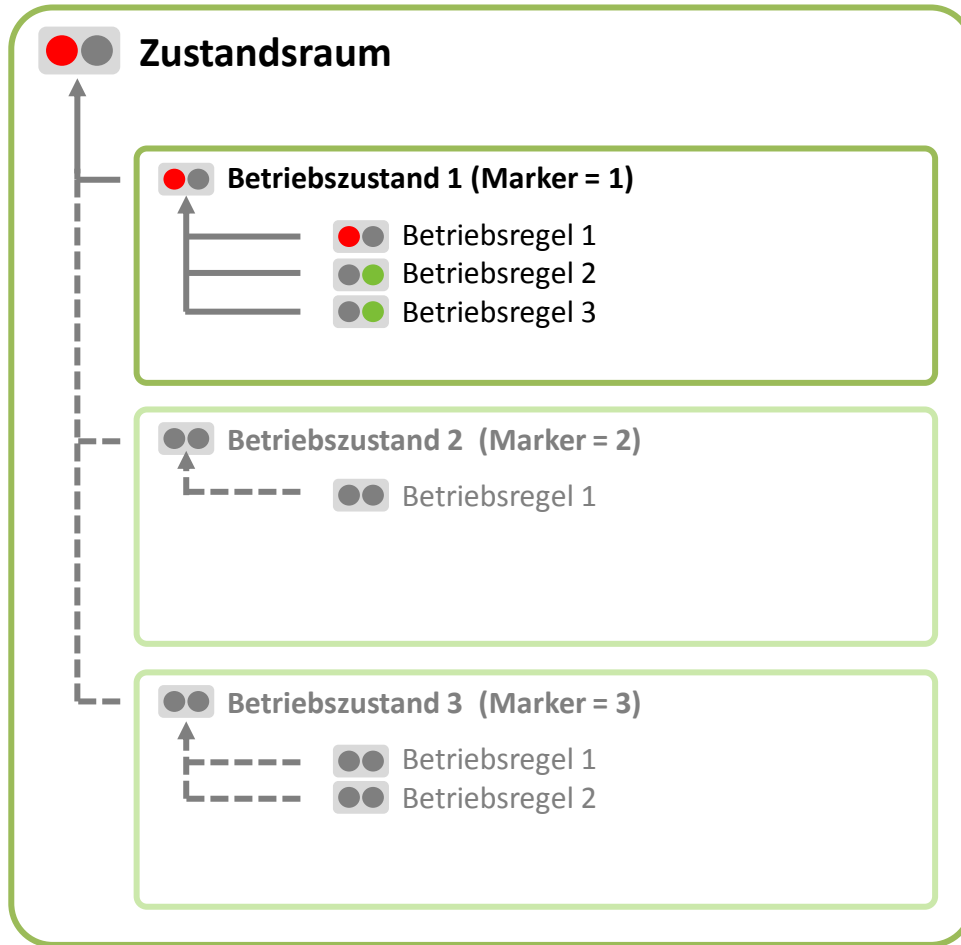 Zustandsraum
Betriebszustand 1 (Marker = 1)
Betriebsregel 1
Betriebsregel 2
Betriebsregel 3
Betriebszustand 2 (Marker = 2)
Betriebsregel 1
Betriebszustand 3 (Marker = 3)
Betriebsregel 1
Betriebsregel 2